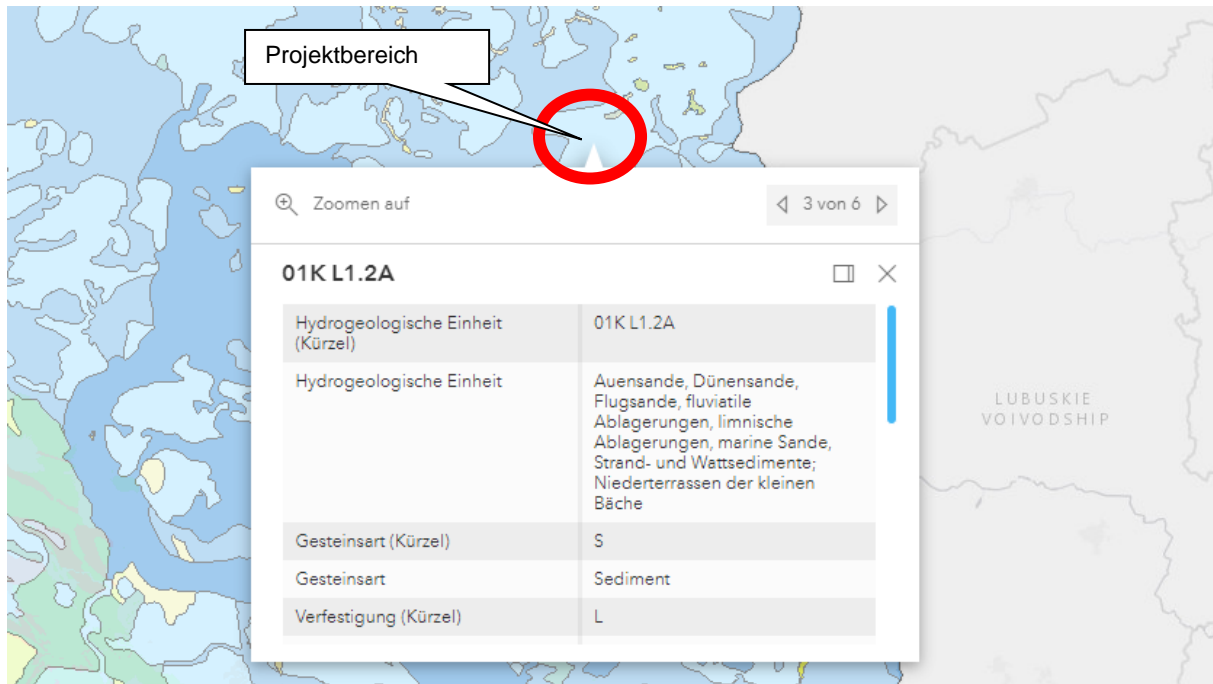 Projektbereich
Zoomen auf
3 von 6
01K L1.2A
Hydrogeologische Einheit
(Kürzel)
01K L1.2A
Hydrogeologische Einheit
Auensande, Dünensande,
Flugsande, fluviatile
Ablagerungen, limnische
Ablagerungen, marine Sande,
Strand- und Wattsedimente;
Niederterrassen der kleinen
Bäche
Gesteinsart (Kürzel)
S
Gesteinsart
Sediment
Verfestigung (Kürzel)
L
LUBUSKIE
VOIVODSHIP